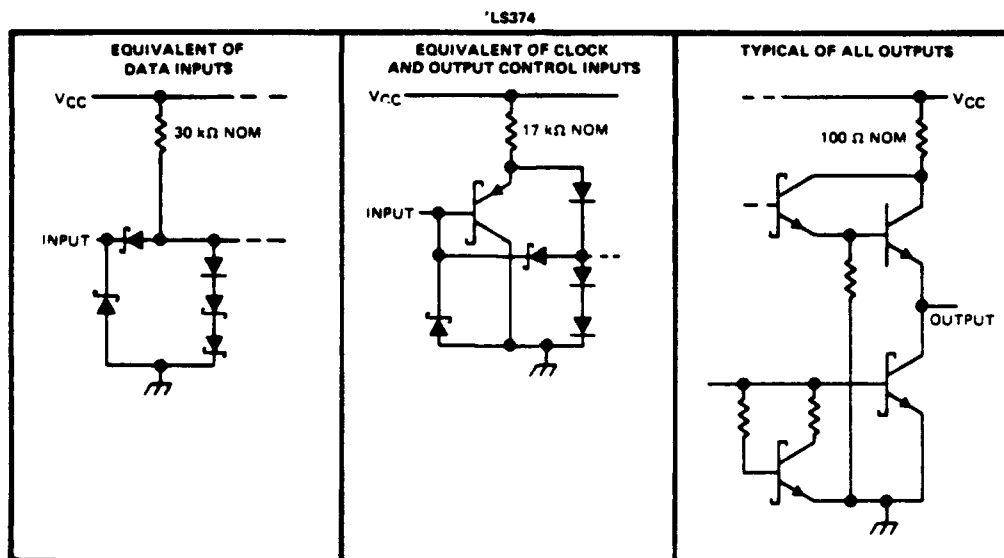 'LS374
EQUIVALENT OF
DATA INPUTS
VCC
30 kΩ NOM
INPUT
EQUIVALENT OF CLOCK
AND OUTPUT CONTROL INPUTS
VCC
17 kΩ NOM
INPUT
TYPICAL OF ALL OUTPUTS
VCC
100 Ω NOM
OUTPUT